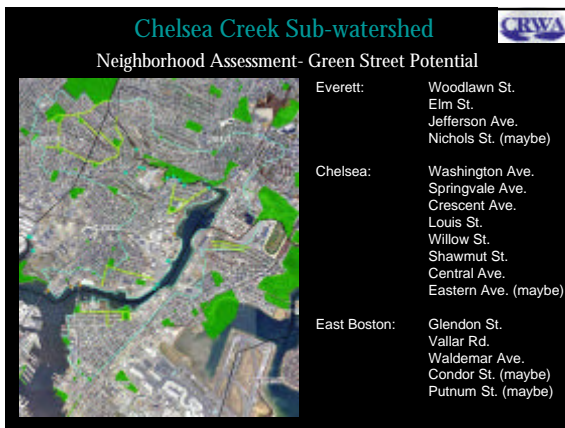 Chelsea Creek Sub-watershed
CRWA
Neighborhood Assessment- Green Street Potential
Everett: Woodlawn St.
Elm St.
Jefferson Ave.
Nichols St. (maybe)
Chelsea: Washington Ave.
Springvale Ave.
Crescent Ave.
Louis St.
Willow St.
Shawmut St.
Central Ave.
Eastern Ave. (maybe)
East Boston: Glendon St.
Vallar Rd.
Waldemar Ave.
Condor St. (maybe)
Putnum St. (maybe)